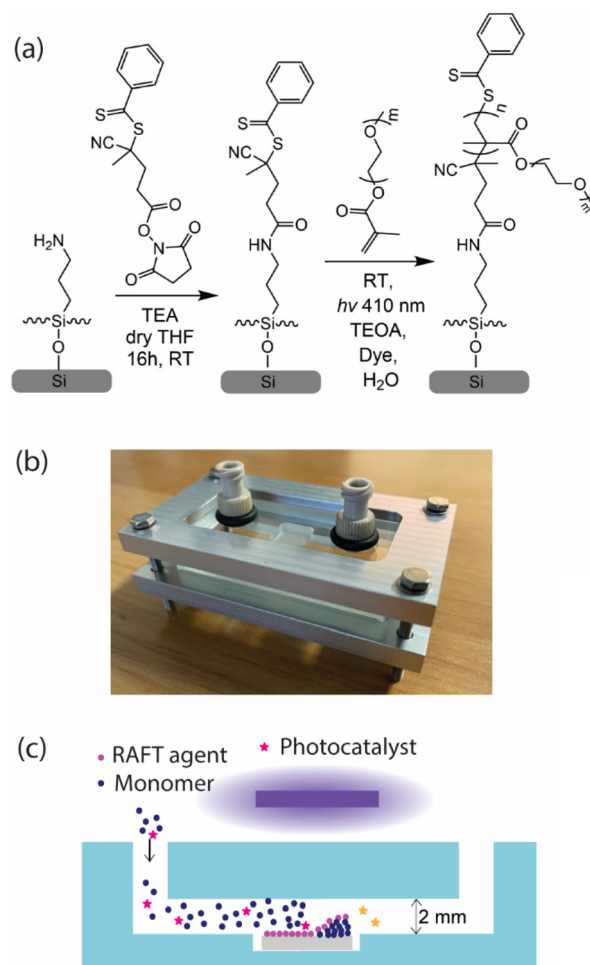 (a)
S
S
NC
O
O
O
N
O
H₂N
Si
O
Si
TEA
dry THF
16h, RT
S
S
NC
O
HN
Si
O
Si
O
m
O
O
RT,
hv 410 nm
TEOA,
Dye,
H₂O
S
S
n
O
O
O
m
NC
O
HN
Si
O
Si
(b)
(c)
RAFT agent
Photocatalyst
Monomer
2 mm